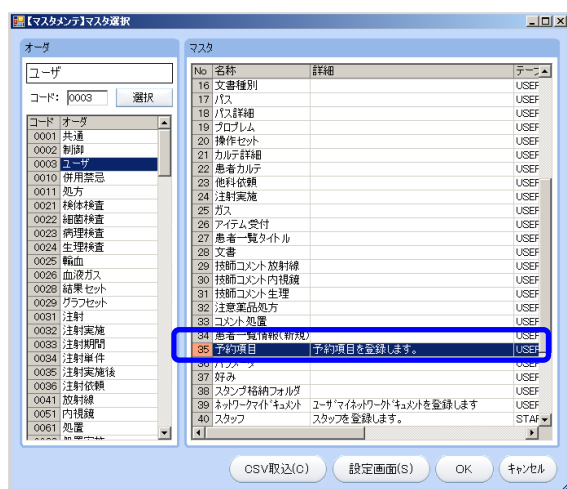 【マスタメンテ】マスタ選択
オーダ
ユーザ
コード: 0003 選択
コード オーダ
0001 共通
0002 制御
0003 ユーザ
0010 併用禁忌
0011 処方
0021 検体検査
0022 細菌検査
0023 病理検査
0024 生理検査
0025 輸血
0026 血液ガス
0028 結果セット
0029 グラフセット
0031 注射
0032 注射実施
0033 注射期間
0034 注射単件
0035 注射実施後
0036 注射依頼
0041 放射線
0051 内視鏡
0061 処置
マスタ
No 名称 詳細 テーブ
16 文書種別 USEF
17 パス USEF
18 パス詳細 USEF
19 プロブレム USEF
20 操作セット USEF
21 カルテ詳細 USEF
22 患者カルテ USEF
23 他科依頼 USEF
24 注射実施 USEF
25 ガス USEF
26 アイテム受付 USEF
27 患者一覧タイトル USEF
28 文書 USEF
29 技師コメント放射線 USEF
30 技師コメント内視鏡 USEF
31 技師コメント生理 USEF
32 注意薬品処方 USEF
33 コメント処置 USEF
34 患者一覧情報(新規) USEF
35 予約項目 予約項目を登録します。 USEF
36 パラメータ USEF
37 好み USEF
38 スタンプ格納フォルダ USEF
39 ネットワークマイドキュメント ユーザマイネットワークドキュメントを登録します USEF
40 スタッフ スタッフを登録します。 STAF
CSV取込(C) 設定画面(S) OK キャンセル